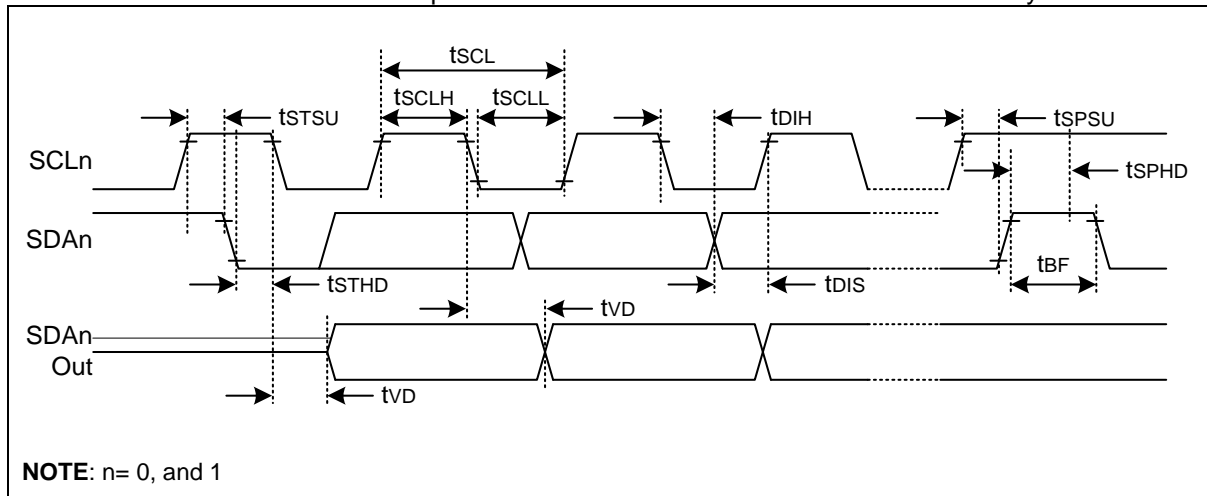 tSCL
tSCLH tSCLL
tSTSU tDIH tSPSU
SCLn
tSPHD
SDAn
tBF
tSTHD tDIS
tVD
SDAn
Out
tVD
NOTE: n= 0, and 1